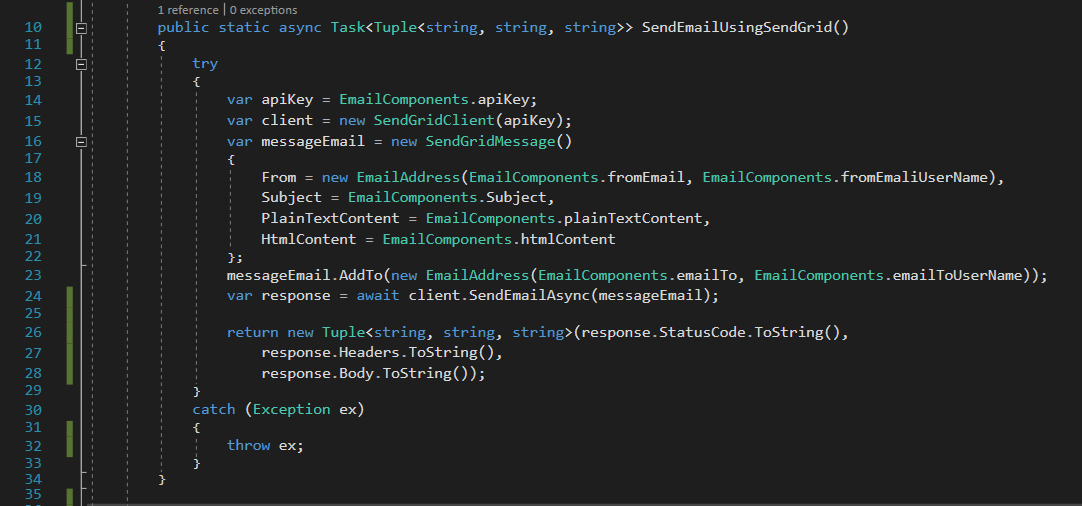 1 reference | 0 exceptions
10 public static async Task<Tuple<string, string, string>> SendEmailUsingSendGrid()
11 {
12 try
13 {
14 var apiKey = EmailComponents.apiKey;
15 var client = new SendGridClient(apiKey);
16 var messageEmail = new SendGridMessage()
17 {
18 From = new EmailAddress(EmailComponents.fromEmail, EmailComponents.fromEmaliUserName),
19 Subject = EmailComponents.Subject,
20 PlainTextContent = EmailComponents.plainTextContent,
21 HtmlContent = EmailComponents.htmlContent
22 };
23 messageEmail.AddTo(new EmailAddress(EmailComponents.emailTo, EmailComponents.emailToUserName));
24 var response = await client.SendEmailAsync(messageEmail);
25
26 return new Tuple<string, string, string>(response.StatusCode.ToString(),
27 response.Headers.ToString(),
28 response.Body.ToString());
29 }
30 catch (Exception ex)
31 {
32 throw ex;
33 }
34 }
35